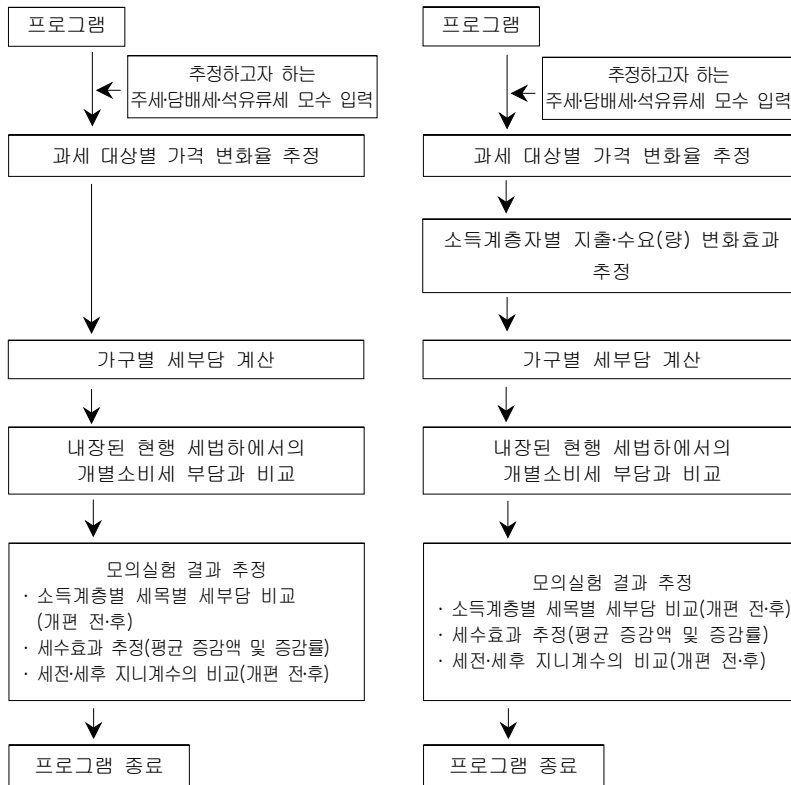 프로그램
추정하고자 하는
주세·담배세·석유류세 모수 입력
과세 대상별 가격 변화율 추정
가구별 세부담 계산
내장된 현행 세법하에서의
개별소비세 부담과 비교
모의실험 결과 추정
· 소득계층별 세목별 세부담 비교
(개편 전·후)
· 세수효과 추정(평균 증감액 및 증감률)
· 세전·세후 지니계수의 비교(개편 전·후)
프로그램 종료
프로그램
추정하고자 하는
주세·담배세·석유류세 모수 입력
과세 대상별 가격 변화율 추정
소득계층자별 지출·수요(량) 변화효과
추정
가구별 세부담 계산
내장된 현행 세법하에서의
개별소비세 부담과 비교
모의실험 결과 추정
· 소득계층별 세목별 세부담 비교(개편 전·후)
· 세수효과 추정(평균 증감액 및 증감률)
· 세전·세후 지니계수의 비교(개편 전·후)
프로그램 종료